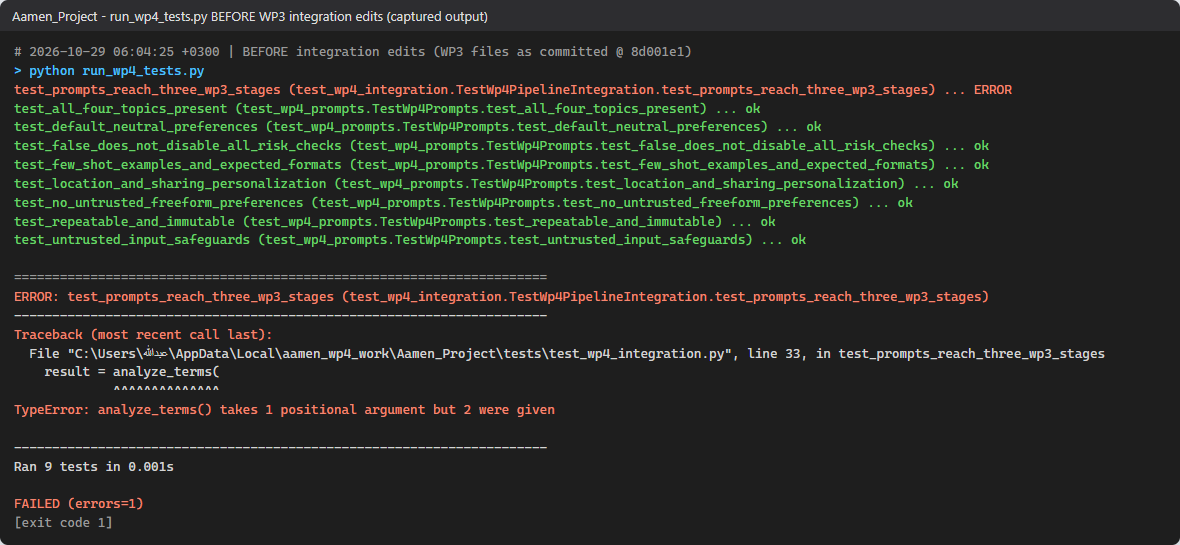 Aamen_Project - run_wp4_tests.py BEFORE WP3 integration edits (captured output)
# 2026-10-29 06:04:25 +0300 | BEFORE integration edits (WP3 files as committed @ 8d001e1)
> python run_wp4_tests.py
test_prompts_reach_three_wp3_stages (test_wp4_integration.TestWp4PipelineIntegration.test_prompts_reach_three_wp3_stages) ... ERROR
test_all_four_topics_present (test_wp4_prompts.TestWp4Prompts.test_all_four_topics_present) ... ok
test_default_neutral_preferences (test_wp4_prompts.TestWp4Prompts.test_default_neutral_preferences) ... ok
test_false_does_not_disable_all_risk_checks (test_wp4_prompts.TestWp4Prompts.test_false_does_not_disable_all_risk_checks) ... ok
test_few_shot_examples_and_expected_formats (test_wp4_prompts.TestWp4Prompts.test_few_shot_examples_and_expected_formats) ... ok
test_location_and_sharing_personalization (test_wp4_prompts.TestWp4Prompts.test_location_and_sharing_personalization) ... ok
test_no_untrusted_freeform_preferences (test_wp4_prompts.TestWp4Prompts.test_no_untrusted_freeform_preferences) ... ok
test_repeatable_and_immutable (test_wp4_prompts.TestWp4Prompts.test_repeatable_and_immutable) ... ok
test_untrusted_input_safeguards (test_wp4_prompts.TestWp4Prompts.test_untrusted_input_safeguards) ... ok
======================================================================
ERROR: test_prompts_reach_three_wp3_stages (test_wp4_integration.TestWp4PipelineIntegration.test_prompts_reach_three_wp3_stages)
----------------------------------------------------------------------
Traceback (most recent call last):
File "C:\Users\عبدالله\AppData\Local\aamen_wp4_work\Aamen_Project\tests\test_wp4_integration.py", line 33, in test_prompts_reach_three_wp3_stages
result = analyze_terms(
^^^^^^^^^^^^^^
TypeError: analyze_terms() takes 1 positional argument but 2 were given
----------------------------------------------------------------------
Ran 9 tests in 0.001s
FAILED (errors=1)
[exit code 1]